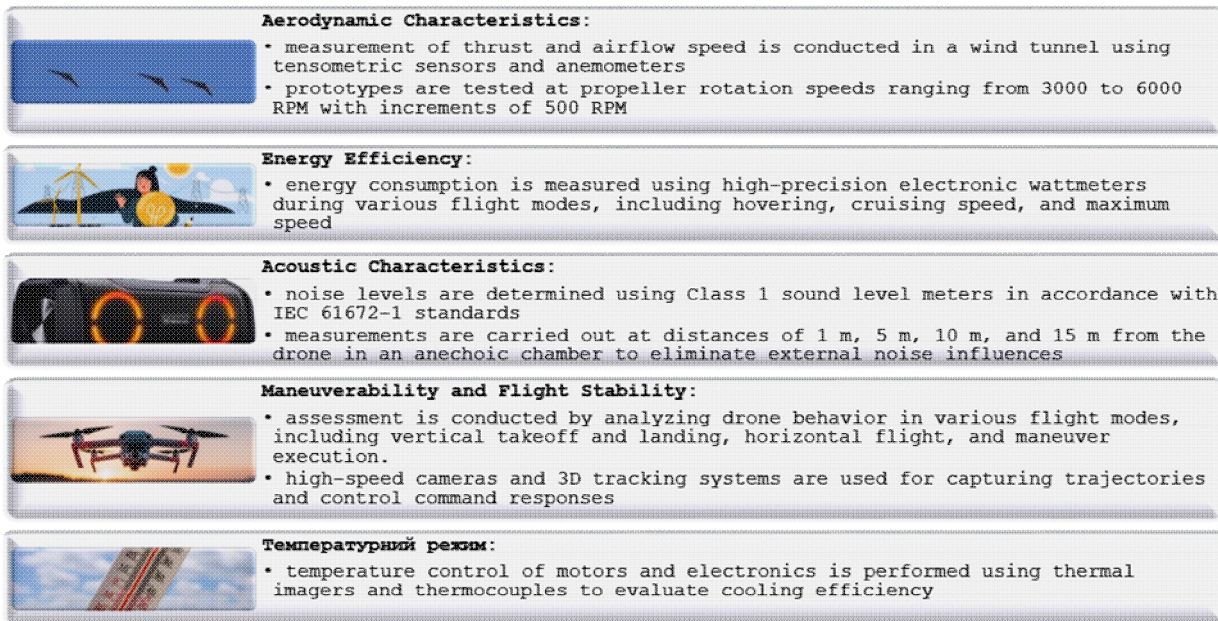 Aerodynamic Characteristics:
• measurement of thrust and airflow speed is conducted in a wind tunnel using
tensometric sensors and anemometers
• prototypes are tested at propeller rotation speeds ranging from 3000 to 6000
RPM with increments of 500 RPM
Energy Efficiency:
• energy consumption is measured using high-precision electronic wattmeters
during various flight modes, including hovering, cruising speed, and maximum
speed
Acoustic Characteristics:
• noise levels are determined using Class 1 sound level meters in accordance with
IEC 61672-1 standards
• measurements are carried out at distances of 1 m, 5 m, 10 m, and 15 m from the
drone in an anechoic chamber to eliminate external noise influences
Maneuverability and Flight Stability:
• assessment is conducted by analyzing drone behavior in various flight modes,
including vertical takeoff and landing, horizontal flight, and maneuver
execution.
• high-speed cameras and 3D tracking systems are used for capturing trajectories
and control command responses
Температурний режим:
• temperature control of motors and electronics is performed using thermal
imagers and thermocouples to evaluate cooling efficiency